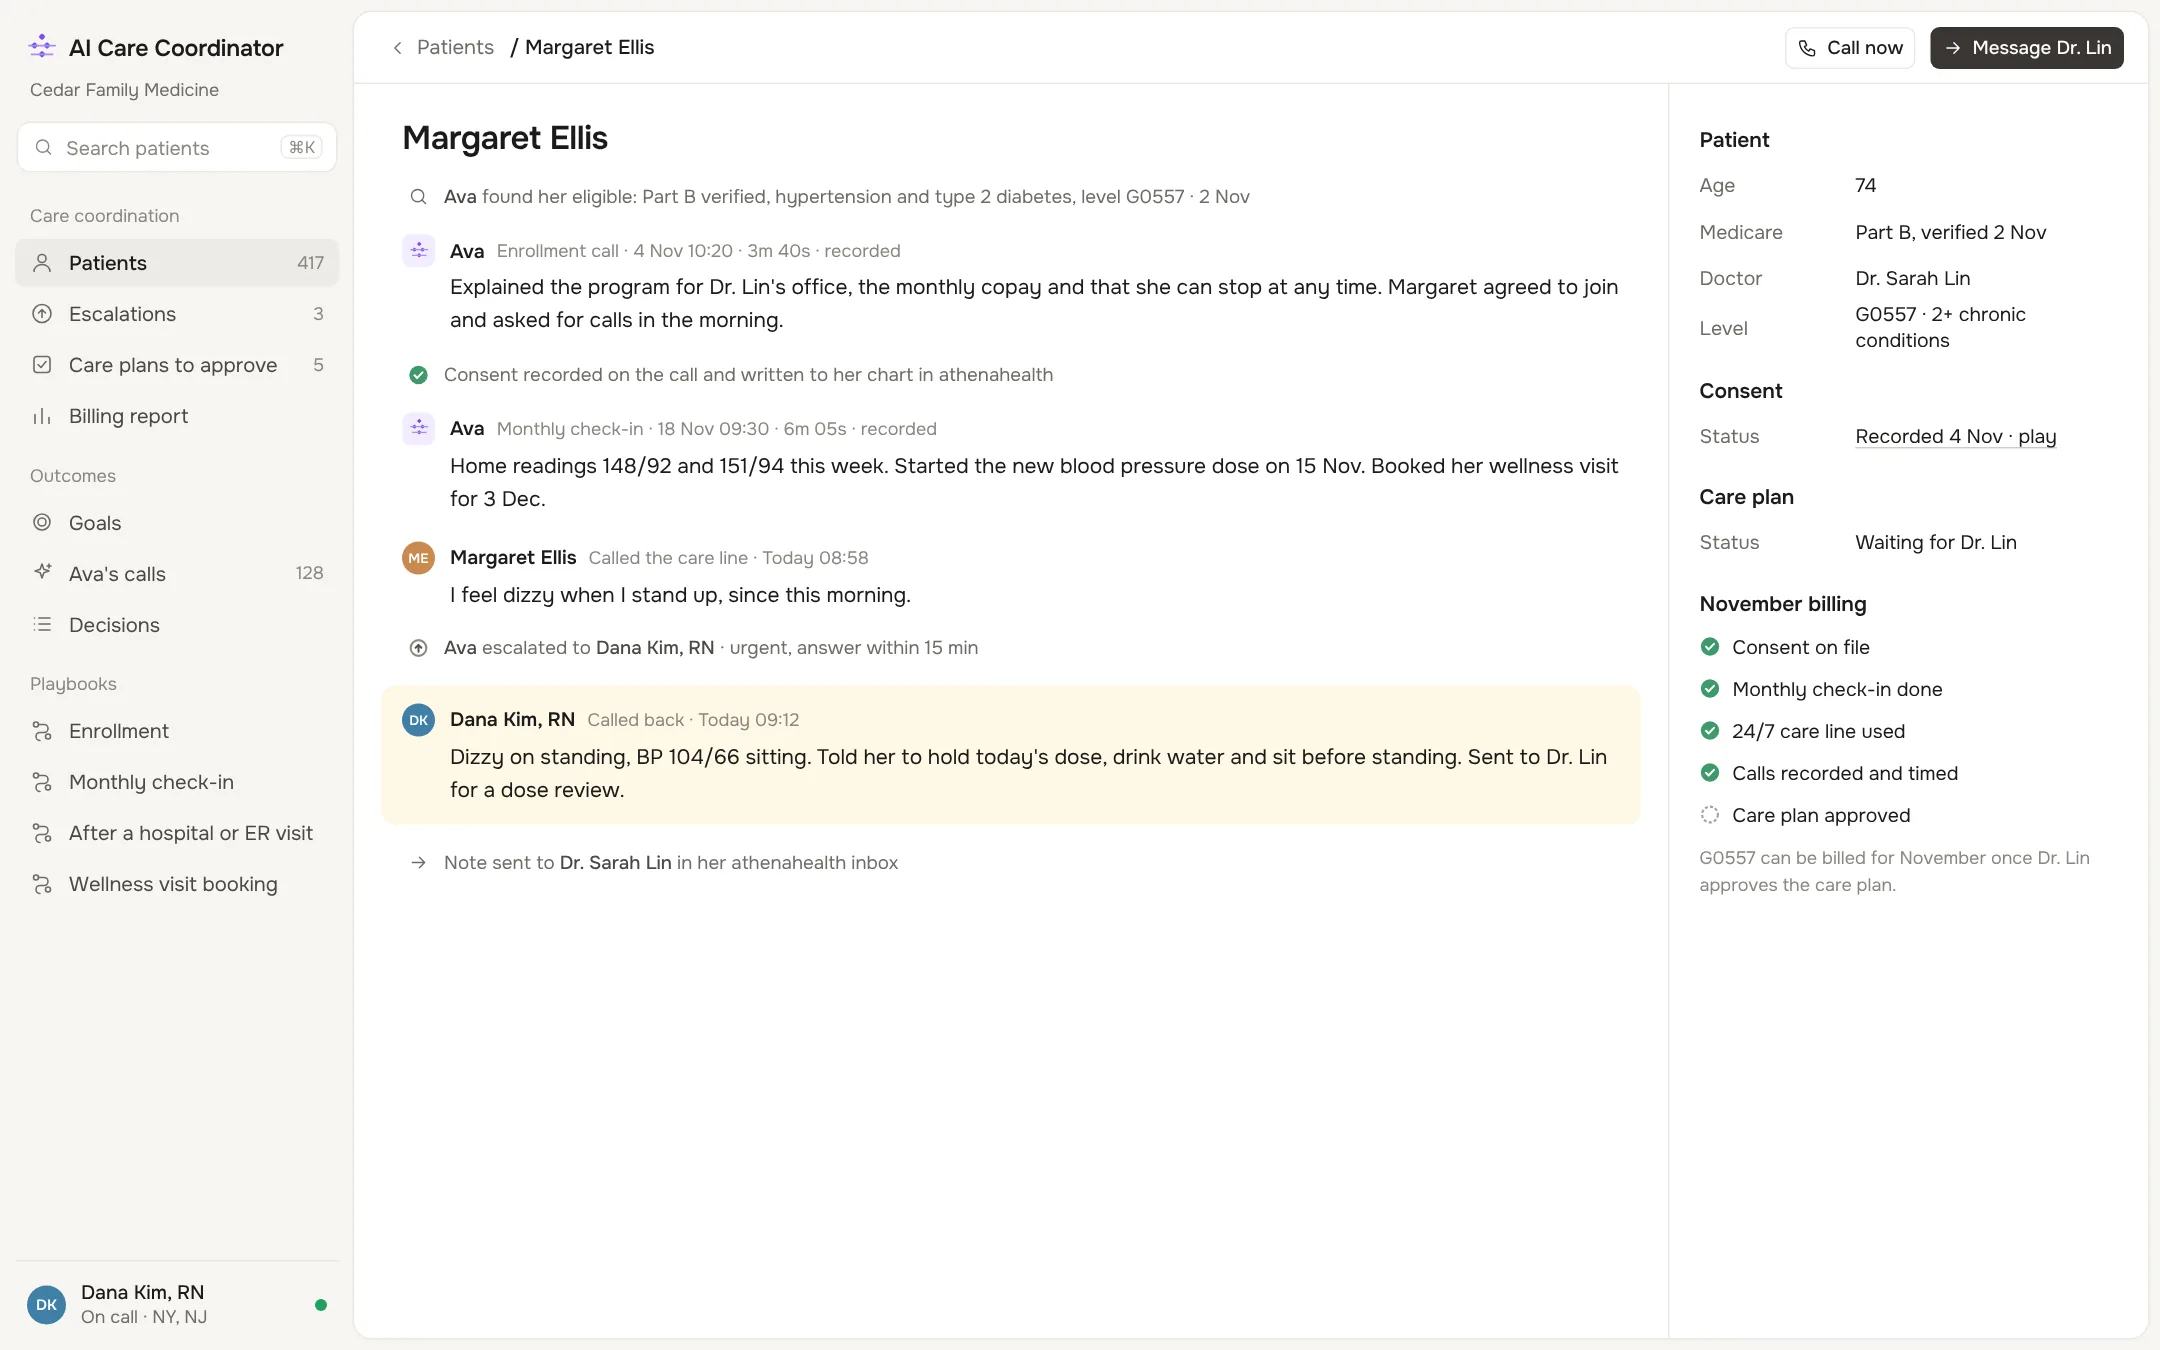 AI Care Coordinator
Cedar Family Medicine
Search patients
⌘K
Care coordination
Patients
417
Escalations
3
Care plans to approve
5
Billing report
Outcomes
Goals
Ava's calls
128
Decisions
Playbooks
Enrollment
Monthly check-in
After a hospital or ER visit
Wellness visit booking
DK
Dana Kim, RN
On call · NY, NJ
Patients / Margaret Ellis
Call now
Message Dr. Lin
Margaret Ellis
Ava found her eligible: Part B verified, hypertension and type 2 diabetes, level G0557 · 2 Nov
Ava Enrollment call · 4 Nov 10:20 · 3m 40s · recorded
Explained the program for Dr. Lin's office, the monthly copay and that she can stop at any time. Margaret agreed to join
and asked for calls in the morning.
Consent recorded on the call and written to her chart in athenahealth
Ava Monthly check-in · 18 Nov 09:30 · 6m 05s · recorded
Home readings 148/92 and 151/94 this week. Started the new blood pressure dose on 15 Nov. Booked her wellness visit
for 3 Dec.
ME
Margaret Ellis Called the care line · Today 08:58
I feel dizzy when I stand up, since this morning.
Ava escalated to Dana Kim, RN · urgent, answer within 15 min
DK
Dana Kim, RN Called back · Today 09:12
Dizzy on standing, BP 104/66 sitting. Told her to hold today's dose, drink water and sit before standing. Sent to Dr. Lin
for a dose review.
Note sent to Dr. Sarah Lin in her athenahealth inbox
Patient
Age 74
Medicare Part B, verified 2 Nov
Doctor Dr. Sarah Lin
Level G0557 · 2+ chronic
conditions
Consent
Status Recorded 4 Nov · play
Care plan
Status Waiting for Dr. Lin
November billing
Consent on file
Monthly check-in done
24/7 care line used
Calls recorded and timed
Care plan approved
G0557 can be billed for November once Dr. Lin
approves the care plan.